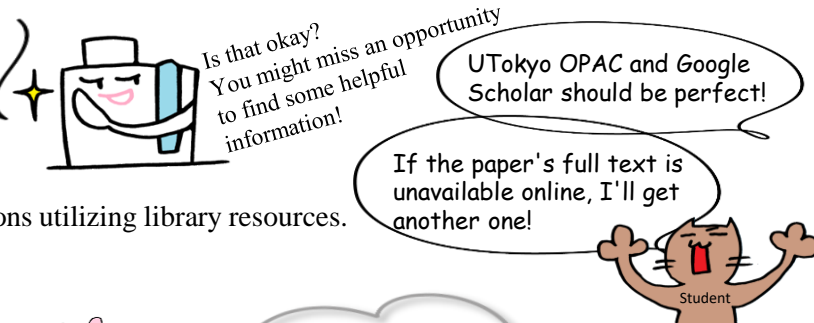 Is that okay?
You might miss an opportunity
to find some helpful
information!
UTokyo OPAC and Google
Scholar should be perfect!
If the paper's full text is
unavailable online, I'll get
another one!
ons utilizing library resources.
Student